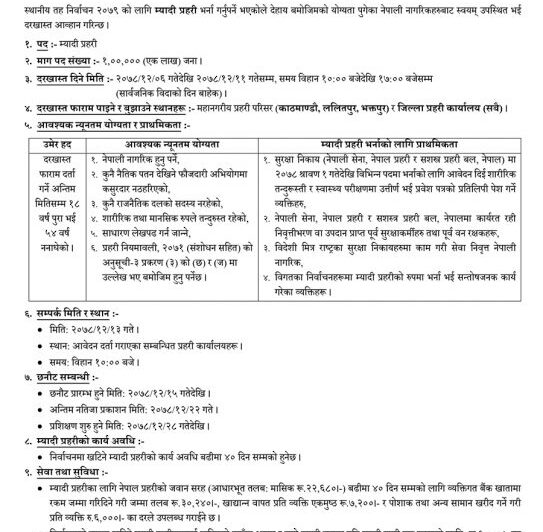 स्थानीय तह निर्वाचन २०७९ को लागि म्यादी प्रहरी भर्ना गर्नुपर्ने भएकोले देहाय बमोजिमको योग्यता पुगेका नेपाली नागरिकहरुबाट स्वयम् उपस्थित भई
दरखास्त आव्हान गरिन्छ ।
१. पद :- म्यादी प्रहरी
२. माग पद संख्या :- १,००,००० (एक लाख) जना ।
३. दरखास्त दिने मिति :- २०७८/१२/०६ गतेदेखि २०७८/१२/११ गतेसम्म, समय विहान १०:०० बजेदेखि १७:०० बजेसम्म
(सार्वजनिक विदाको दिन बाहेक) ।
४. दरखास्त फाराम पाइने र बुझाउने स्थानहरू :- महानगरीय प्रहरी परिसर (काठमाण्डौ, ललितपुर, भक्तपुर) र जिल्ला प्रहरी कार्यालय (सबै) ।
५. आवश्यक न्यूनतम योग्यता र प्राथमिकता :-
उमेर हद
दरखास्त
फाराम दर्ता
गर्ने अन्तिम
मितिसम्म १८
वर्ष पुरा भई
५४ वर्ष
ननाघेको ।
आवश्यक न्यूनतम योग्यता
१. नेपाली नागरिक हुनु पर्ने,
२. कुनै नैतिक पतन देखिने फौजदारी अभियोगमा
कसुरदार नठहरिएको,
३. कुनै राजनैतिक दलको सदस्य नरहेको,
४. शारीरिक तथा मानसिक रुपले तन्दुरुस्त रहेको,
५. साधारण लेखपढ गर्न जान्ने,
६. प्रहरी नियमावली, २०७१ (संशोधन सहित) को
अनुसूची-३ प्रकरण (३) को (छ) र (ज) मा
उल्लेख भए बमोजिम हुनु पर्नेछ ।
म्यादी प्रहरी भर्नाको लागि प्राथमिकता
१. सुरक्षा निकाय (नेपाली सेना, नेपाल प्रहरी र सशस्त्र प्रहरी बल, नेपाल) मा
२०७८ श्रावण १ गतेदेखि विभिन्न पदमा भर्नाको लागि आवेदन दिई शारीरिक
तन्दुरुस्ती र स्वास्थ्य परीक्षणमा उत्तीर्ण भई प्रवेश पत्रको प्रतिलिपी पेश गर्ने
व्यक्तिहरु,
२. नेपाली सेना, नेपाल प्रहरी र सशस्त्र प्रहरी बल, नेपालमा कार्यरत रही
निवृत्तीभरण वा उपदान प्राप्त पूर्व सुरक्षाकर्मीहरु तथा पूर्व वन रक्षकहरू,
३. विदेशी मित्र राष्ट्रका सुरक्षा निकायहरुमा काम गरी सेवा निवृत्त नेपाली
नागरिक,
४. विगतका निर्वाचनहरूमा म्यादी प्रहरीको रुपमा भर्ना भई सन्तोषजनक कार्य
गरेका व्यक्तिहरू ।
६. सम्पर्क मिति र स्थान :-
• मिति: २०७८/१२/१३ गते ।
• स्थान: आवेदन दर्ता गराएका सम्बन्धित प्रहरी कार्यालयहरू ।
• समय: विहान १०:०० बजे ।
७. छनौट सम्बन्धी :-
• छनौट प्रारम्भ हुने मिति: २०७८/१२/१५ गतेदेखि ।
• अन्तिम नतिजा प्रकाशन मिति: २०७८/१२/२२ गते ।
• प्रशिक्षण शुरु हुने मिति: २०७८/१२/२८ गतेदेखि ।
८. म्यादी प्रहरीको कार्य अवधि :-
• निर्वाचनमा खटिने म्यादी प्रहरीको कार्य अवधि बढीमा ४० दिन सम्मको हुनेछ ।
९. सेवा तथा सुविधा :-
• म्यादी प्रहरीका लागि नेपाल प्रहरीको जवान सरह (आधारभूत तलब: मासिक रू.२२,६८०।-) बढीमा ४० दिन सम्मको लागि व्यक्तिगत बैंक खातामा
रकम जम्मा गरिदिने गरी जम्मा तलब रू.३०,२४०।-, खाद्यान्न वापत प्रति व्यक्ति एकमुष्ठ रू.७,२००।- र पोशाक तथा अन्य सामान खरीद गर्ने गरी
प्रति व्यक्ति रु.६,०००।- का दरले उपलब्ध गराईने छ ।